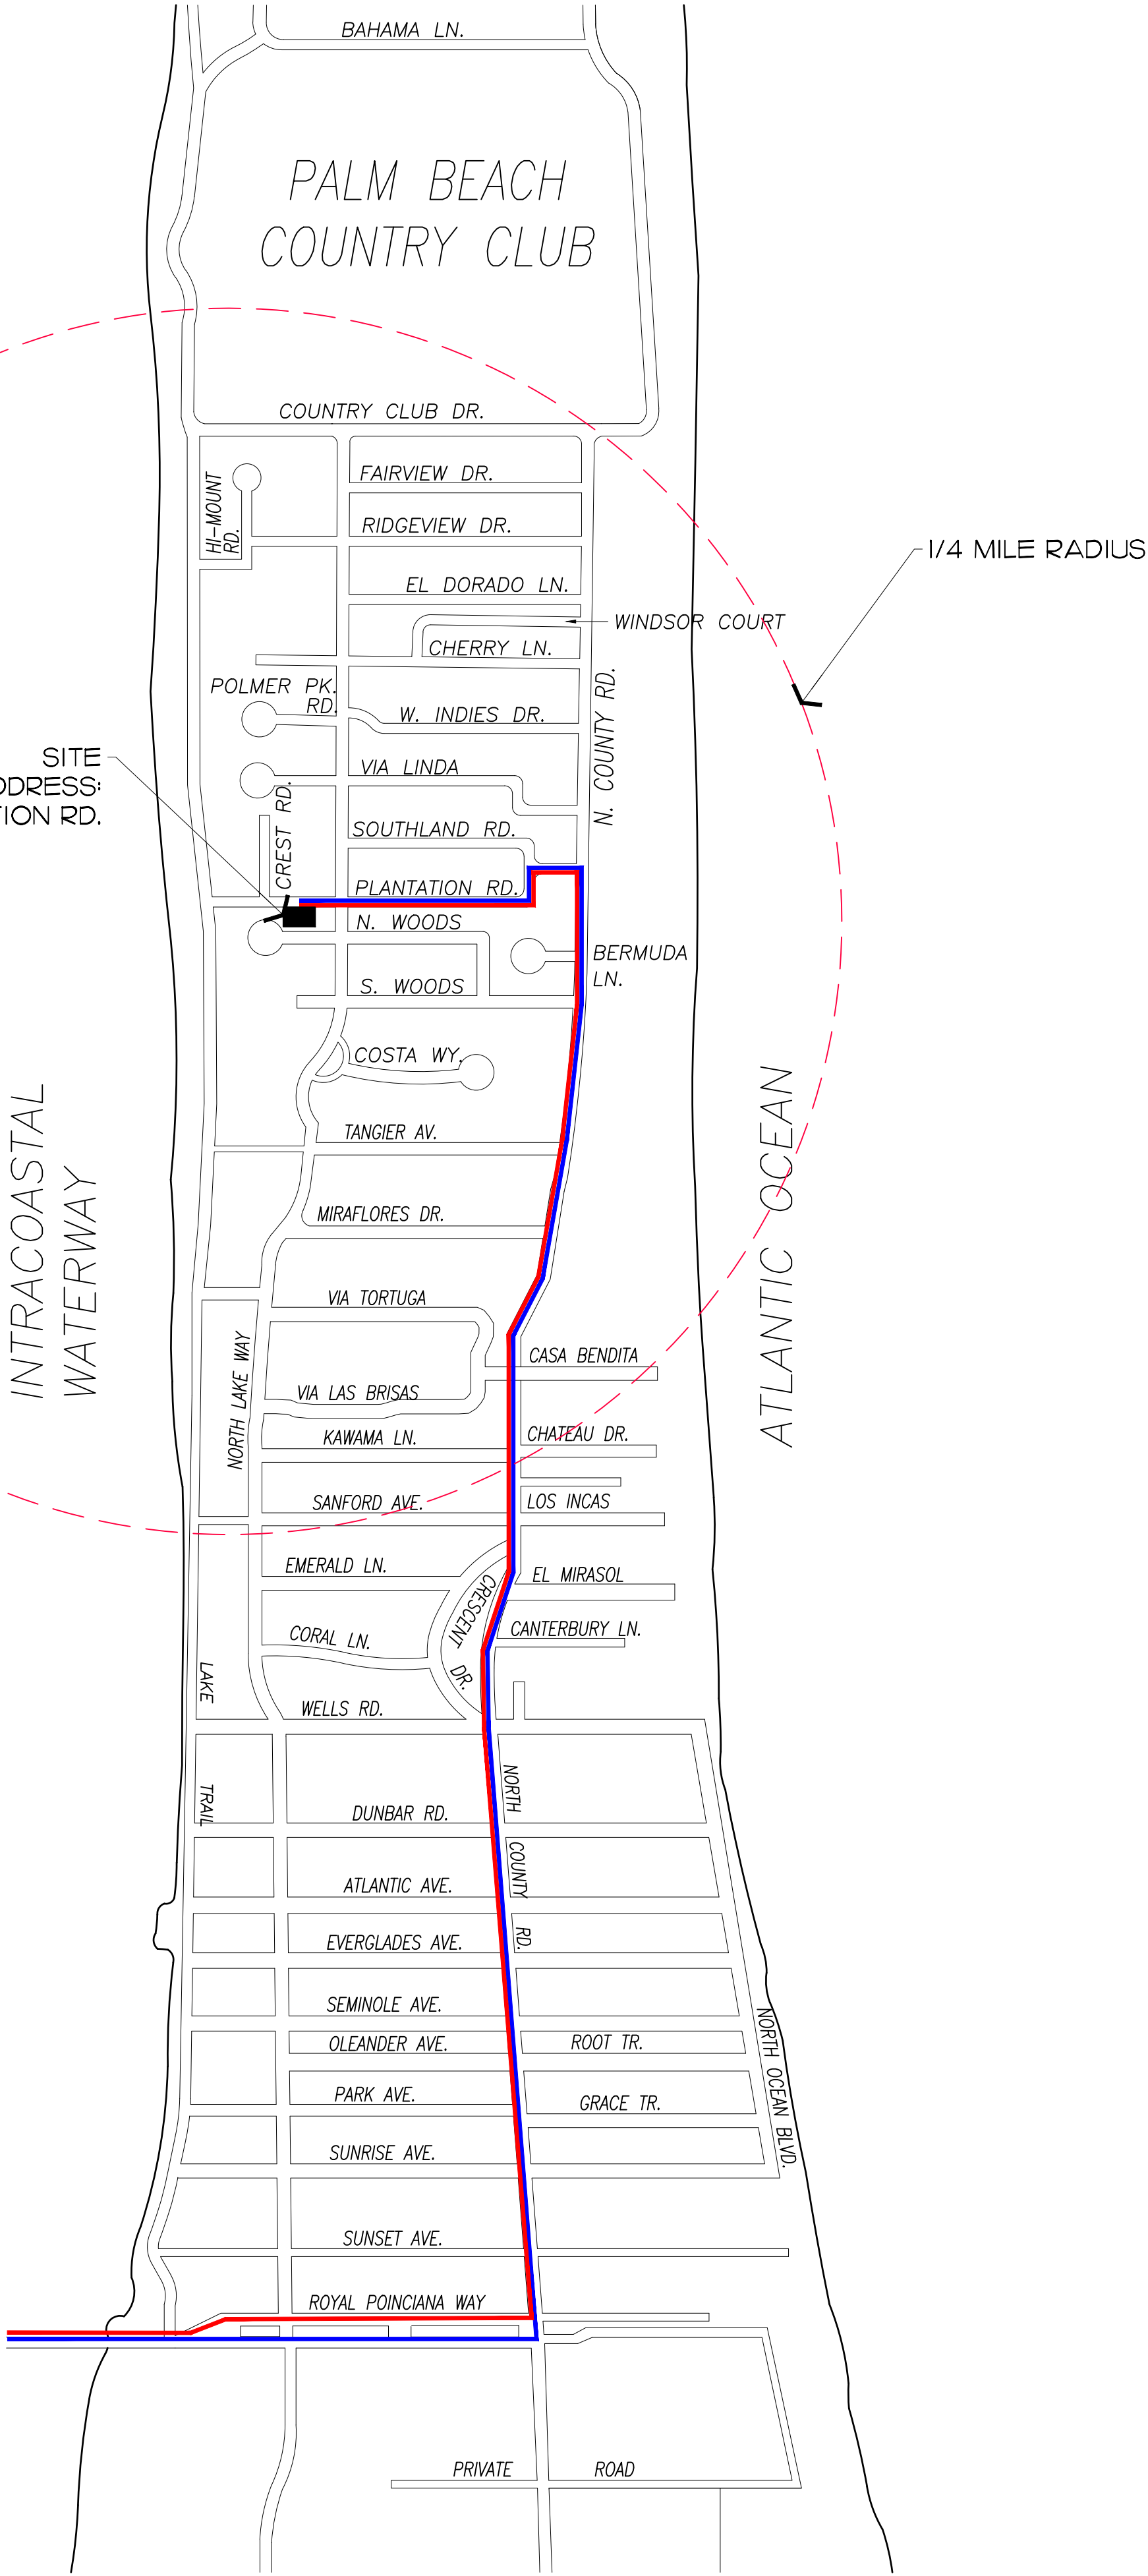 BAHAMA LN.
PALM BEACH
COUNTRY CLUB
COUNTRY CLUB DR.
FAIRVIEW DR.
HI-MOUNT
RD.
RIDGEVIEW DR.
1/4 MILE RADIUS
EL DORADO LN.
WINDSOR COURT
CHERRY LN.
POLMER PK.
RD.
W. INDIES DR.
N. COUNTY RD.
SITE
DDRESS:
TION RD.
VIA LINDA
CREST RD.
SOUTHLAND RD.
PLANTATION RD.
N. WOODS
BERMUDA
LN.
S. WOODS
COSTA WY.
INTRACOASTAL
WATERWAY
ATLANTIC OCEAN
TANGIER AV.
MIRAFLORES DR.
VIA TORTUGA
NORTH LAKE WAY
CASA BENDITA
VIA LAS BRISAS
KAWAMA LN.
CHATEAU DR.
SANFORD AVE.
LOS INCAS
EMERALD LN.
EL MIRASOL
CRESCENT
DR.
CORAL LN.
CANTERBURY LN.
LAKE
TRAIL
WELLS RD.
NORTH
COUNTY
RD.
DUNBAR RD.
ATLANTIC AVE.
EVERGLADES AVE.
SEMINOLE AVE.
OLEANDER AVE.
ROOT TR.
NORTH OCEAN BLVD.
PARK AVE.
GRACE TR.
SUNRISE AVE.
SUNSET AVE.
ROYAL POINCIANA WAY
PRIVATE ROAD